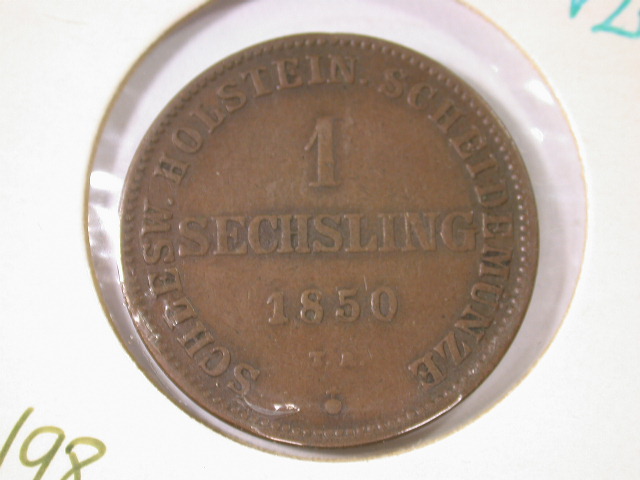 SCHLESW. HOLSTEIN. SCHEIDEMÜNZE
1
SECHSLING
1850
T. A.
198